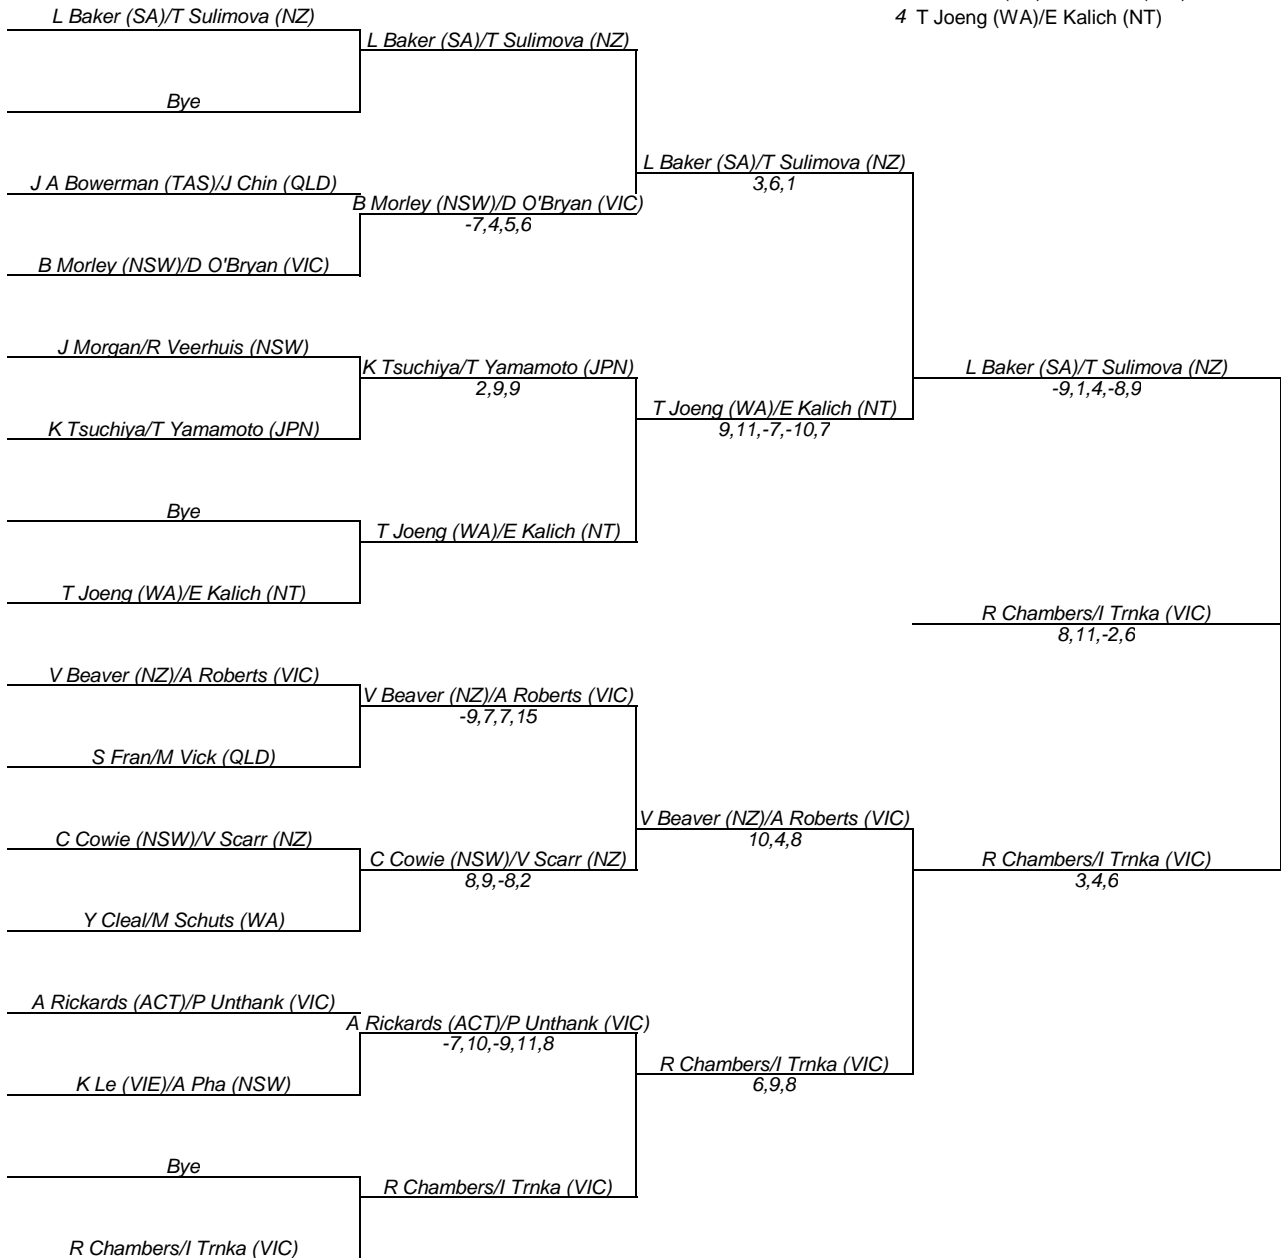 4 T Joeng (WA)/E Kalich (NT)
L Baker (SA)/T Sulimova (NZ)
L Baker (SA)/T Sulimova (NZ)
Bye
L Baker (SA)/T Sulimova (NZ)
3,6,1
J A Bowerman (TAS)/J Chin (QLD)
B Morley (NSW)/D O'Bryan (VIC)
-7,4,5,6
B Morley (NSW)/D O'Bryan (VIC)
J Morgan/R Veerhuis (NSW)
K Tsuchiya/T Yamamoto (JPN)
2,9,9
L Baker (SA)/T Sulimova (NZ)
-9,1,4,-8,9
T Joeng (WA)/E Kalich (NT)
9,11,-7,-10,7
K Tsuchiya/T Yamamoto (JPN)
Bye
T Joeng (WA)/E Kalich (NT)
T Joeng (WA)/E Kalich (NT)
R Chambers/I Trnka (VIC)
8,11,-2,6
V Beaver (NZ)/A Roberts (VIC)
V Beaver (NZ)/A Roberts (VIC)
-9,7,7,15
S Fran/M Vick (QLD)
V Beaver (NZ)/A Roberts (VIC)
10,4,8
C Cowie (NSW)/V Scarr (NZ)
C Cowie (NSW)/V Scarr (NZ)
8,9,-8,2
R Chambers/I Trnka (VIC)
3,4,6
Y Cleal/M Schuts (WA)
A Rickards (ACT)/P Unthank (VIC)
A Rickards (ACT)/P Unthank (VIC)
-7,10,-9,11,8
R Chambers/I Trnka (VIC)
6,9,8
K Le (VIE)/A Pha (NSW)
Bye
R Chambers/I Trnka (VIC)
R Chambers/I Trnka (VIC)